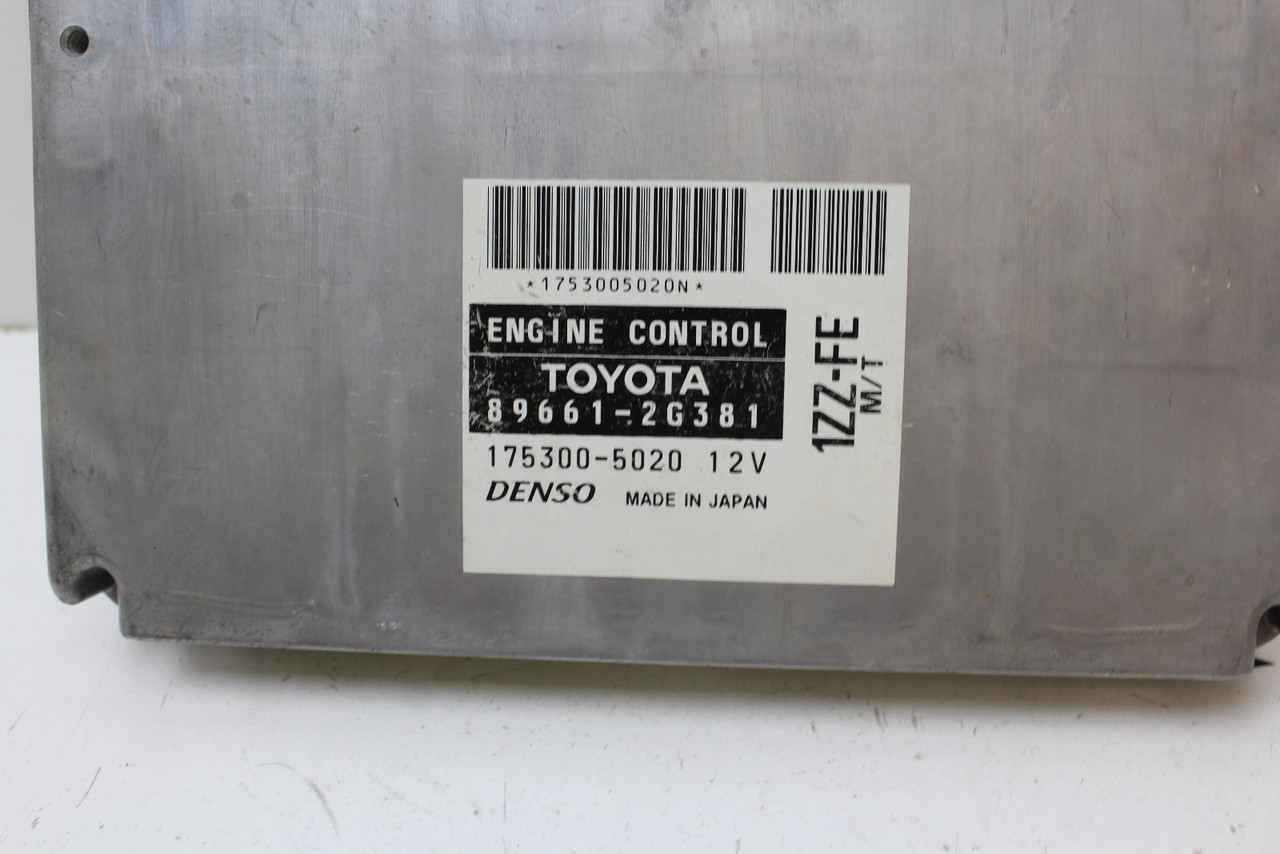 *1753005020N*
ENGINE CONTROL
TOYOTA
89661-2G381
175300-5020 12V
DENSO MADE IN JAPAN
1ZZ-FE
M/T